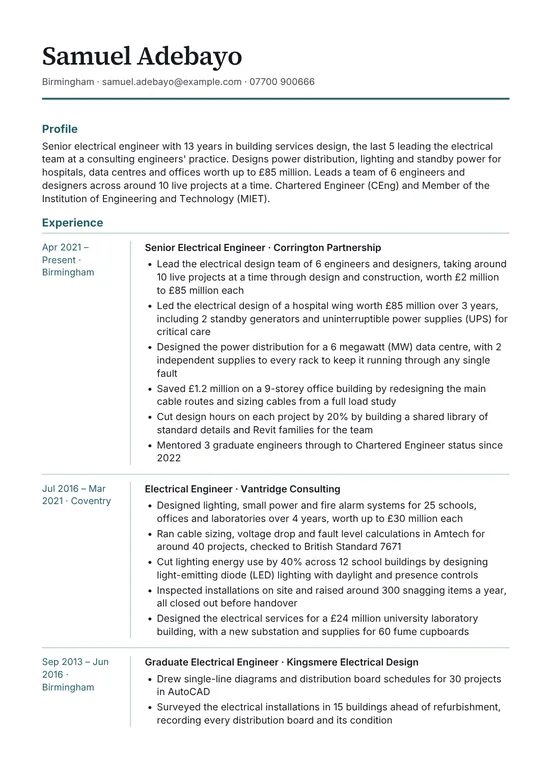 Samuel Adebayo
Birmingham · samuel.adebayo@example.com · 07700 900666
Profile
Senior electrical engineer with 13 years in building services design, the last 5 leading the electrical
team at a consulting engineers' practice. Designs power distribution, lighting and standby power for
hospitals, data centres and offices worth up to £85 million. Leads a team of 6 engineers and
designers across around 10 live projects at a time. Chartered Engineer (CEng) and Member of the
Institution of Engineering and Technology (MIET).
Experience
Apr 2021 –
Present ·
Birmingham
Senior Electrical Engineer · Corrington Partnership
• Lead the electrical design team of 6 engineers and designers, taking around
10 live projects at a time through design and construction, worth £2 million
to £85 million each
• Led the electrical design of a hospital wing worth £85 million over 3 years,
including 2 standby generators and uninterruptible power supplies (UPS) for
critical care
• Designed the power distribution for a 6 megawatt (MW) data centre, with 2
independent supplies to every rack to keep it running through any single
fault
• Saved £1.2 million on a 9-storey office building by redesigning the main
cable routes and sizing cables from a full load study
• Cut design hours on each project by 20% by building a shared library of
standard details and Revit families for the team
• Mentored 3 graduate engineers through to Chartered Engineer status since
2022
Jul 2016 – Mar
2021 · Coventry
Electrical Engineer · Vantridge Consulting
• Designed lighting, small power and fire alarm systems for 25 schools,
offices and laboratories over 4 years, worth up to £30 million each
• Ran cable sizing, voltage drop and fault level calculations in Amtech for
around 40 projects, checked to British Standard 7671
• Cut lighting energy use by 40% across 12 school buildings by designing
light-emitting diode (LED) lighting with daylight and presence controls
• Inspected installations on site and raised around 300 snagging items a year,
all closed out before handover
• Designed the electrical services for a £24 million university laboratory
building, with a new substation and supplies for 60 fume cupboards
Sep 2013 – Jun
2016 ·
Birmingham
Graduate Electrical Engineer · Kingsmere Electrical Design
• Drew single-line diagrams and distribution board schedules for 30 projects
in AutoCAD
• Surveyed the electrical installations in 15 buildings ahead of refurbishment,
recording every distribution board and its condition